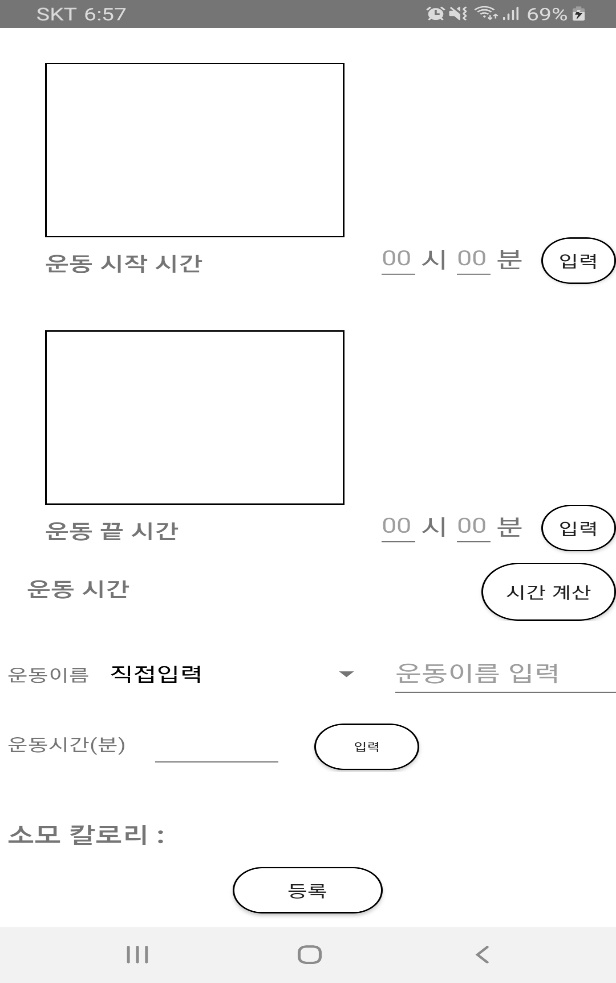 SKT 6:57 69%
운동 시작 시간 00 시 00 분 입력
운동 끝 시간 00 시 00 분 입력
운동 시간 시간 계산
운동이름 직접입력 운동이름 입력
운동시간(분) 입력
소모 칼로리 :
등록